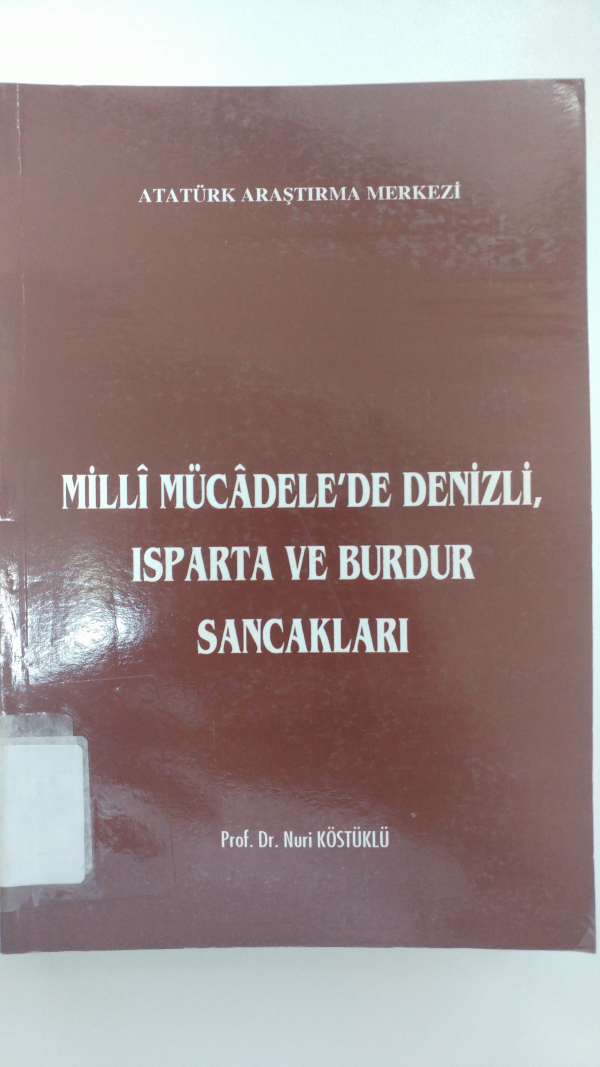 ATATÜRK ARAŞTIRMA MERKEZİ
MİLLÎ MÜCÂDELE'DE DENİZLİ,
ISPARTA VE BURDUR
SANCAKLARI
Prof. Dr. Nuri KÖSTÜKLÜ